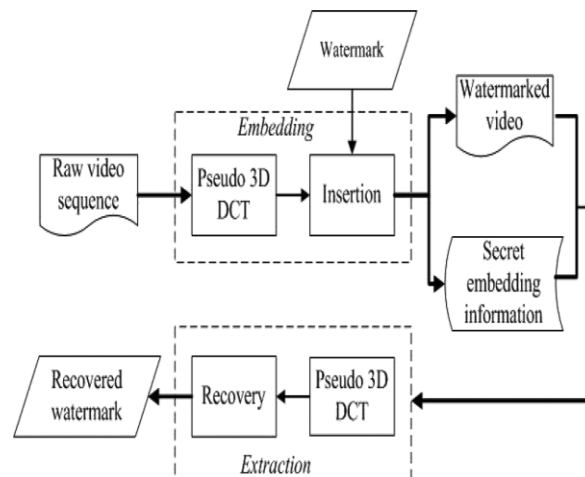 Watermark
Embedding
Raw video
sequence
Pseudo 3D
DCT
Insertion
Watermarked
video
Secret
embedding
information
Recovered
watermark
Recovery
Pseudo 3D
DCT
Extraction